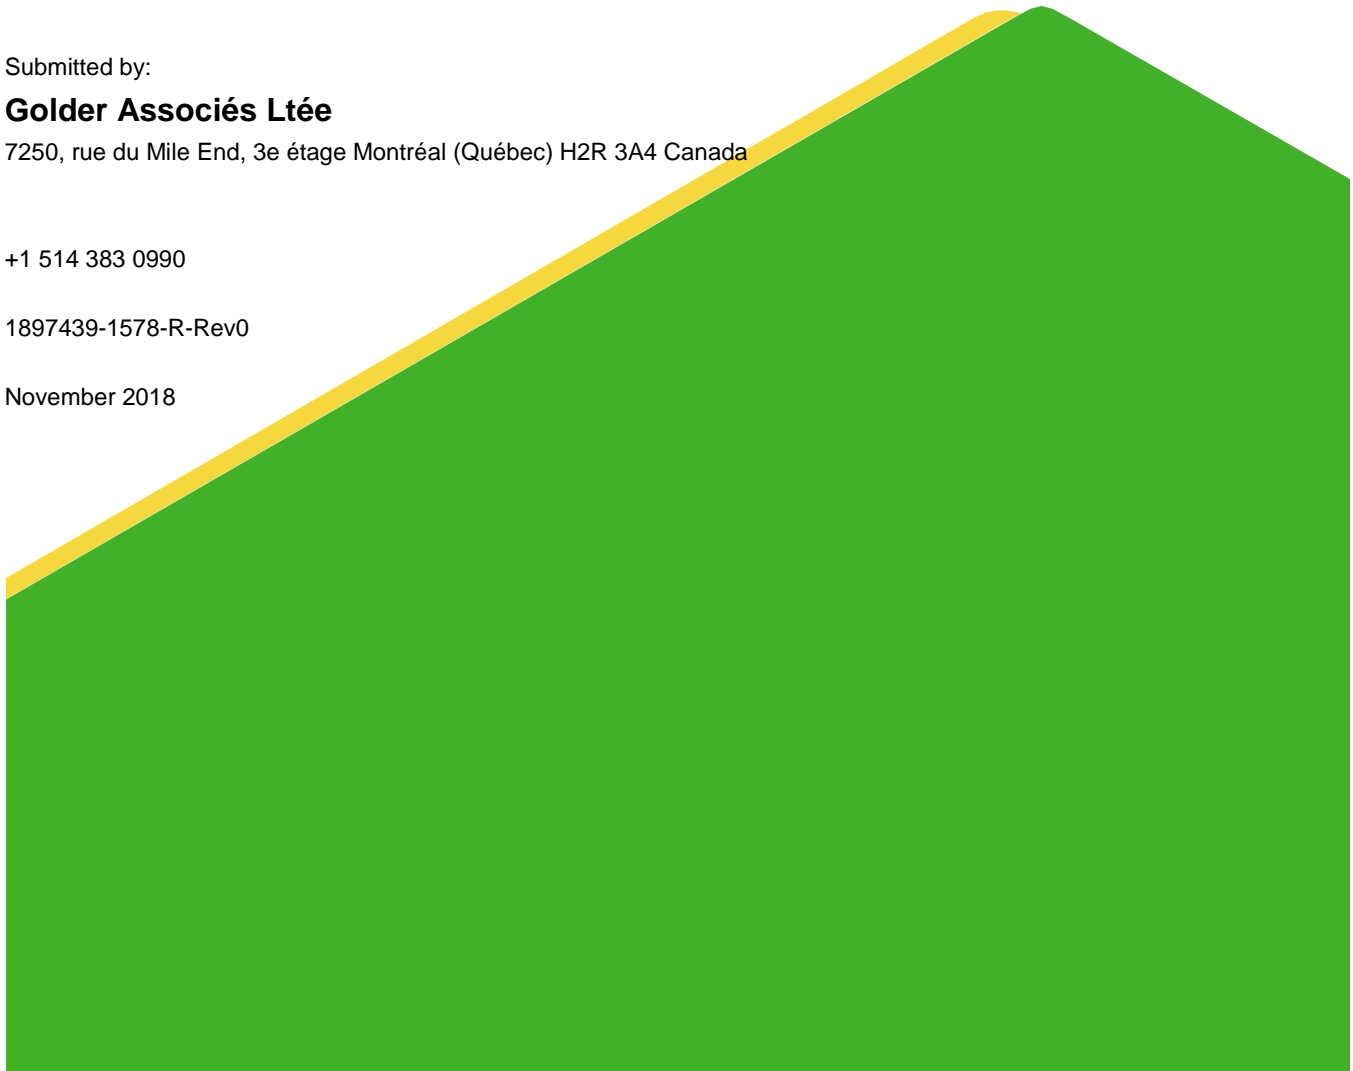 Submitted by:
Golder Associés Ltée
7250, rue du Mile End, 3e étage Montréal (Québec) H2R 3A4 Canada
+1 514 383 0990
1897439-1578-R-Rev0
November 2018